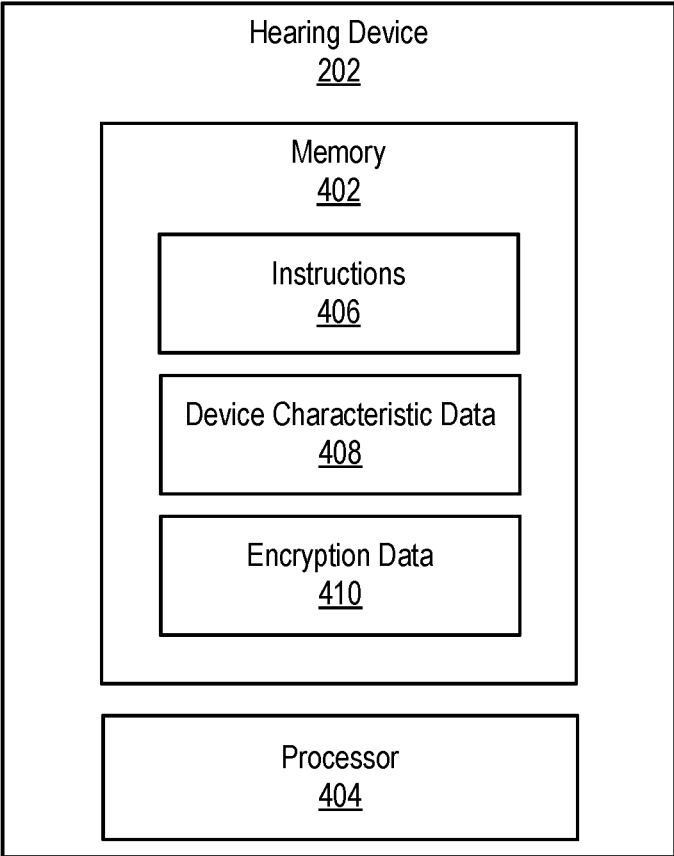 Hearing Device
202
Memory
402
Instructions
406
Device Characteristic Data
408
Encryption Data
410
Processor
404